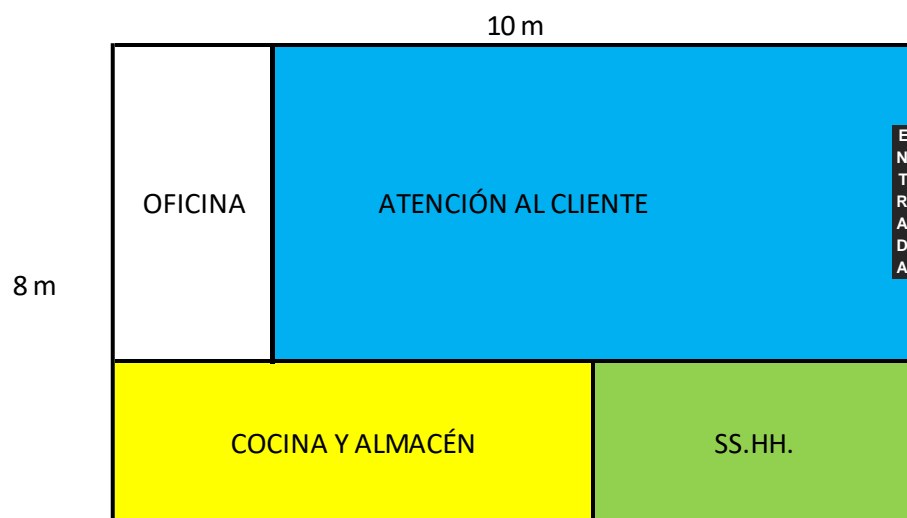 10 m
OFICINA
ATENCIÓN AL CLIENTE
E
N
T
R
A
D
A
8 m
COCINA Y ALMACÉN
SS.HH.